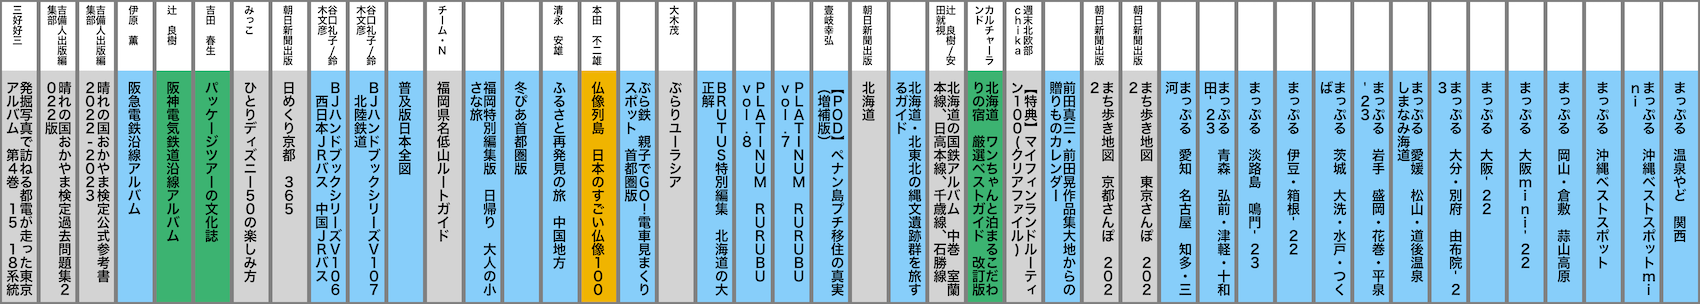 まっぷる 温泉やど 関西
まっぷる 沖縄ベストスポットmi
ni
まっぷる 沖縄ベストスポット
まっぷる 岡山・倉敷 蒜山高原
まっぷる 大阪mini'22
まっぷる 大阪'22
まっぷる 大分・別府 由布院'2
3
まっぷる 愛媛 松山・道後温泉
しまなみ海道
まっぷる 岩手 盛岡・花巻・平泉
'23
まっぷる 茨城 大洗・水戸・つく
ば
まっぷる 伊豆・箱根'22
まっぷる 淡路島 鳴門'23
まっぷる 青森 弘前・津軽・十和
田'23
まっぷる 愛知 名古屋 知多・三
河
朝日新聞出版
まち歩き地図 東京さんぽ 202
2
朝日新聞出版
まち歩き地図 京都さんぽ 202
2
前田真三・前田晃作品集大地からの
贈りものカレンダー
週末北欧部
chika
【特典】マイフィンランドルーティ
ン100(クリアファイル)
カルチャーラ
ンド
北海道 ワンちゃんと泊まるこだわ
りの宿 厳選ベストガイド 改訂版
辻 良樹/安
田就視
北海道の国鉄アルバム 中巻 室蘭
本線、日高本線、千歳線、石勝線
北海道・北東北の縄文遺跡群を旅す
るガイド
朝日新聞出版
北海道
壹岐幸弘
【POD】ペナン島プチ移住の真実
(増補版)
PLATINUM RURUBU
vol.7
PLATINUM RURUBU
vol.8
BRUTUS特別編集 北海道の大
正解
大木茂
ぶらりユーラシア
ぶら鉄 親子でGO!電車見まくり
スポット 首都圏版
本田 不二雄
仏像列島 日本のすごい仏像100
清永 安雄
ふるさと再発見の旅 中国地方
冬ぴあ首都圏版
福岡特別編集版 日帰り 大人の小
さな旅
チーム・N
福岡県名低山ルートガイド
普及版日本全図
谷口礼子/鈴
木文彦
BJハンドブックシリーズV107
北陸鉄道
谷口礼子/鈴
木文彦
BJハンドブックシリーズV106
西日本JRバス 中国JRバス
朝日新聞出版
日めくり京都 365
みっこ
ひとりディズニー50の楽しみ方
吉田 春生
パッケージツアーの文化誌
辻 良樹
阪神電気鉄道沿線アルバム
伊原 薫
阪急電鉄沿線アルバム
吉備人出版編
集部
晴れの国おかやま検定公式参考書
2022-2023
吉備人出版編
集部
晴れの国おかやま検定過去問題集2
022版
三好好三
発掘写真で訪ねる都電が走った東京
アルバム 第4巻 15 18系統